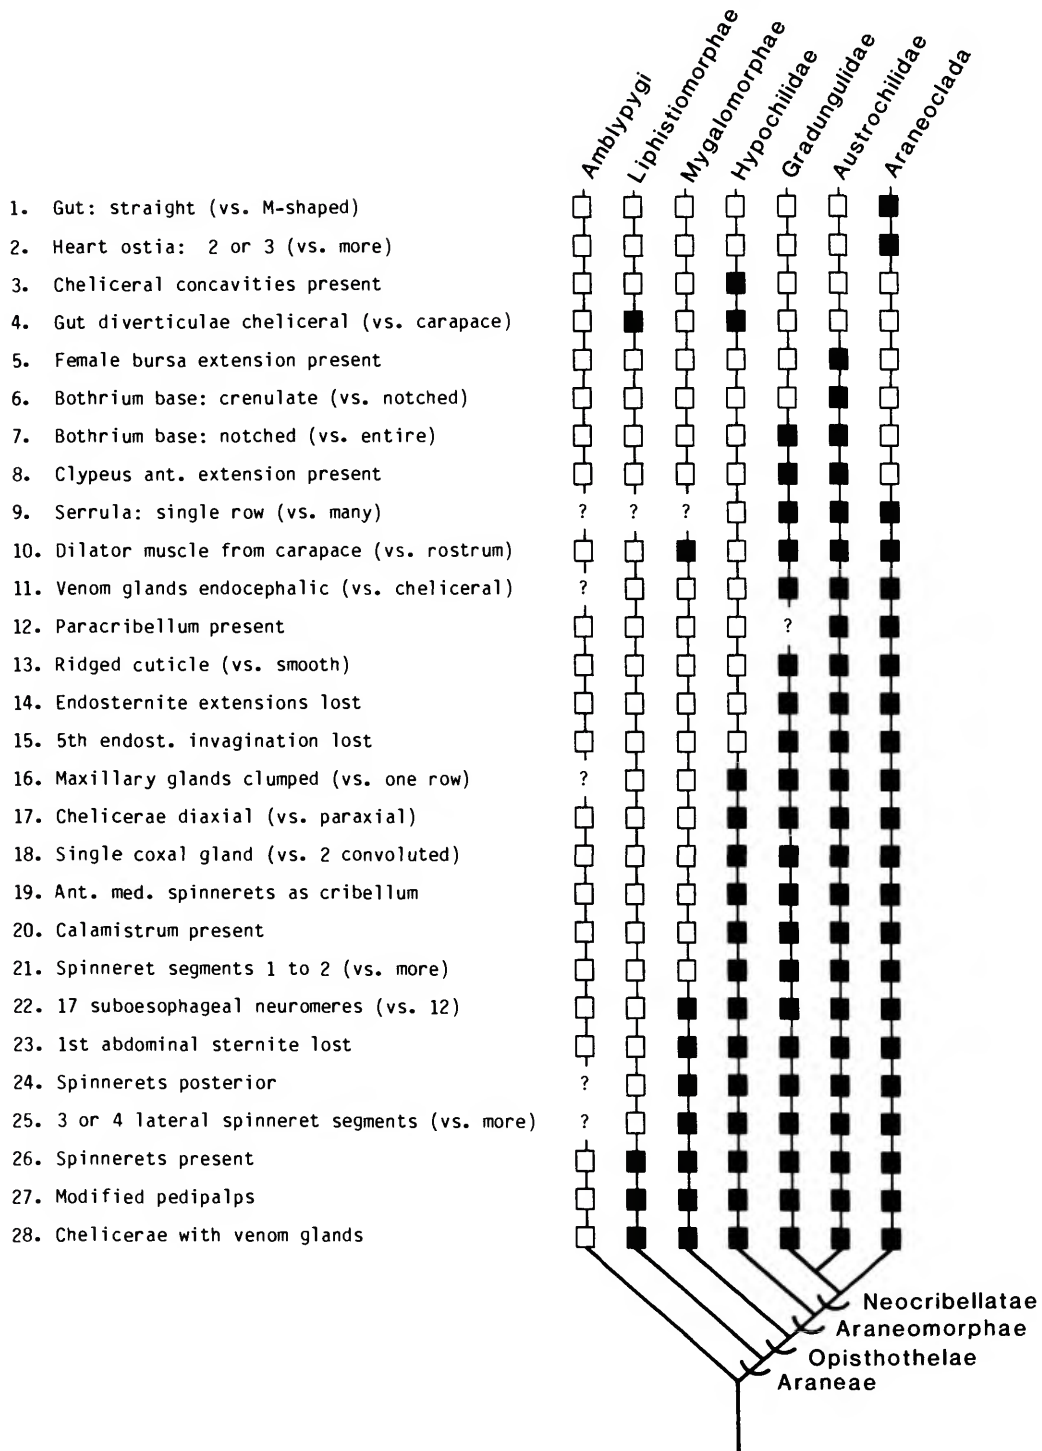 Amblypygi
Liphistiomorphae
Mygalomorphae
Hypochilidae
Gradungulidae
Austrochilidae
Araneoclada
1. Gut: straight (vs. M-shaped)
2. Heart ostia: 2 or 3 (vs. more)
3. Cheliceral concavities present
4. Gut diverticulae cheliceral (vs. carapace)
5. Female bursa extension present
6. Bothrium base: crenulate (vs. notched)
7. Bothrium base: notched (vs. entire)
8. Clypeus ant. extension present
9. Serrula: single row (vs. many) ? ? ?
10. Dilator muscle from carapace (vs. rostrum)
11. Venom glands endocephalic (vs. cheliceral) ?
12. Paracribellum present ?
13. Ridged cuticle (vs. smooth)
14. Endosternite extensions lost
15. 5th endost. invagination lost
16. Maxillary glands clumped (vs. one row) ?
17. Chelicerae diaxial (vs. paraxial)
18. Single coxal gland (vs. 2 convoluted)
19. Ant. med. spinnerets as cribellum
20. Calamistrum present
21. Spinneret segments 1 to 2 (vs. more)
22. 17 suboesophageal neuromeres (vs. 12)
23. 1st abdominal sternite lost
24. Spinnerets posterior ?
25. 3 or 4 lateral spinneret segments (vs. more) ?
26. Spinnerets present
27. Modified pedipalps
28. Chelicerae with venom glands
Neocribellatae
Araneomorphae
Opisthothelae
Araneae